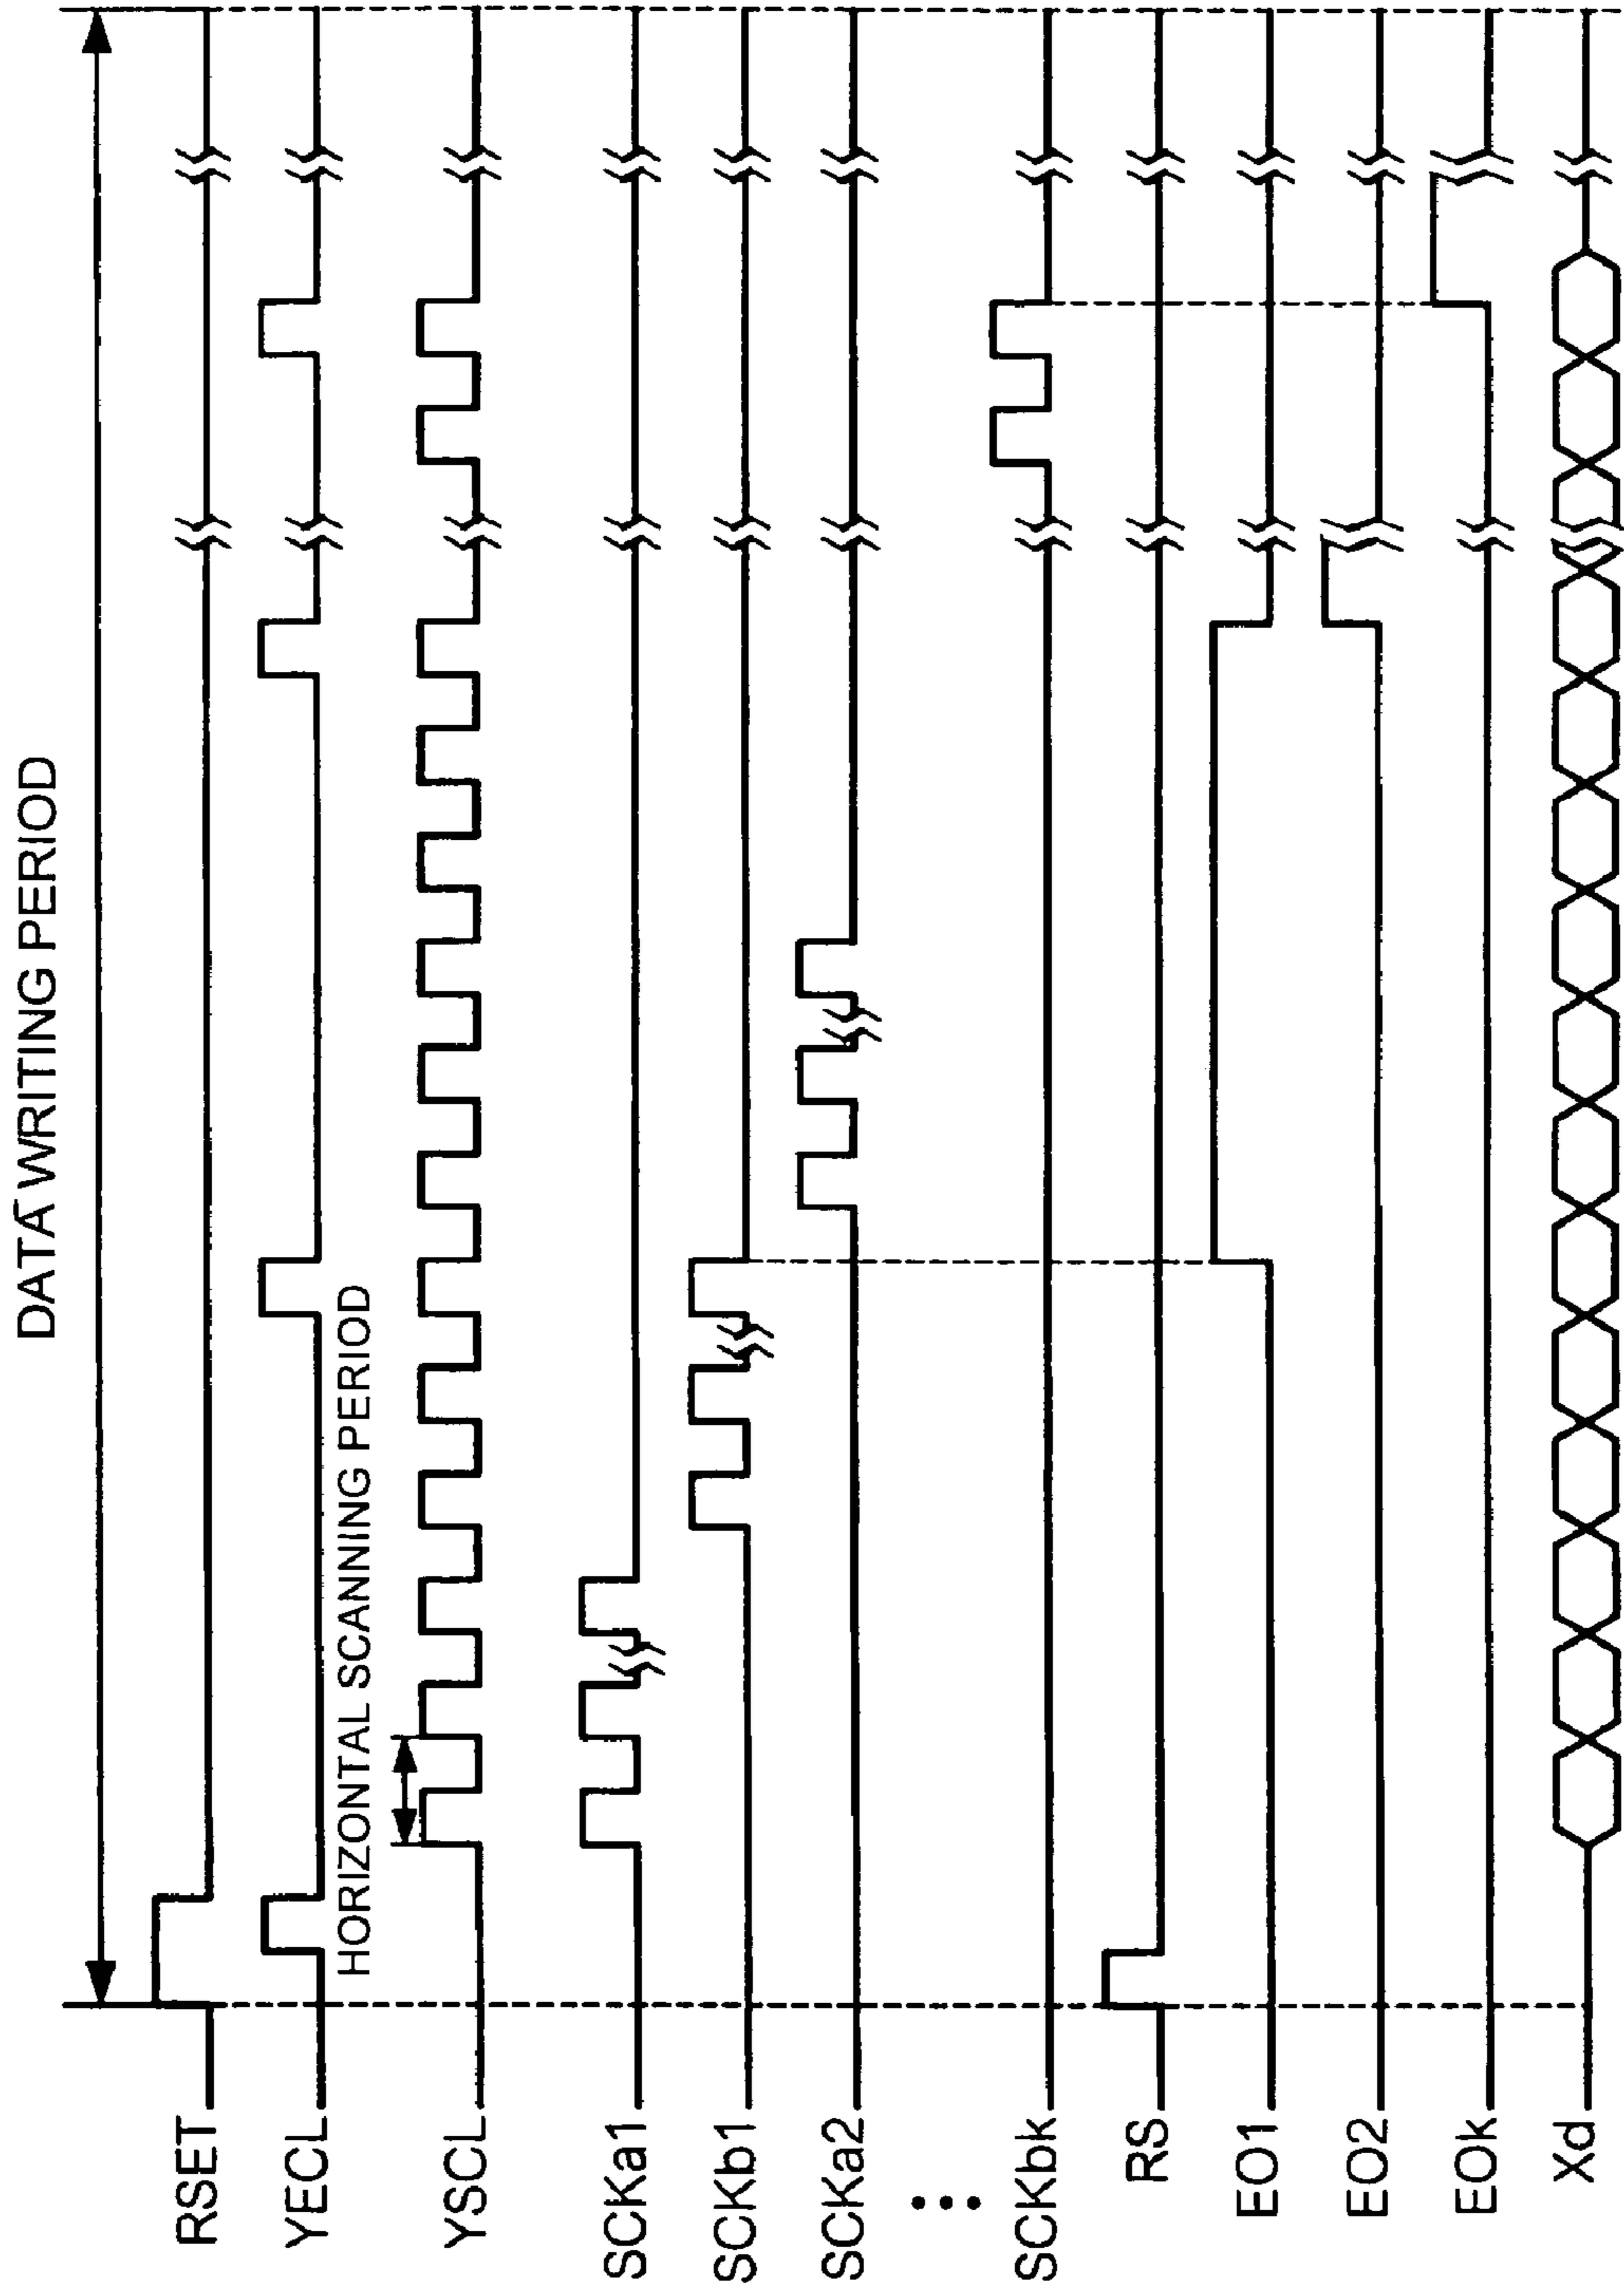 DATA WRITING PERIOD
RSET
YECL
HORIZONTAL SCANNING PERIOD
YSCL
SCKa1
SCKb1
SCKa2
SCKbk
RS
EO1
EO2
EOk
Xd